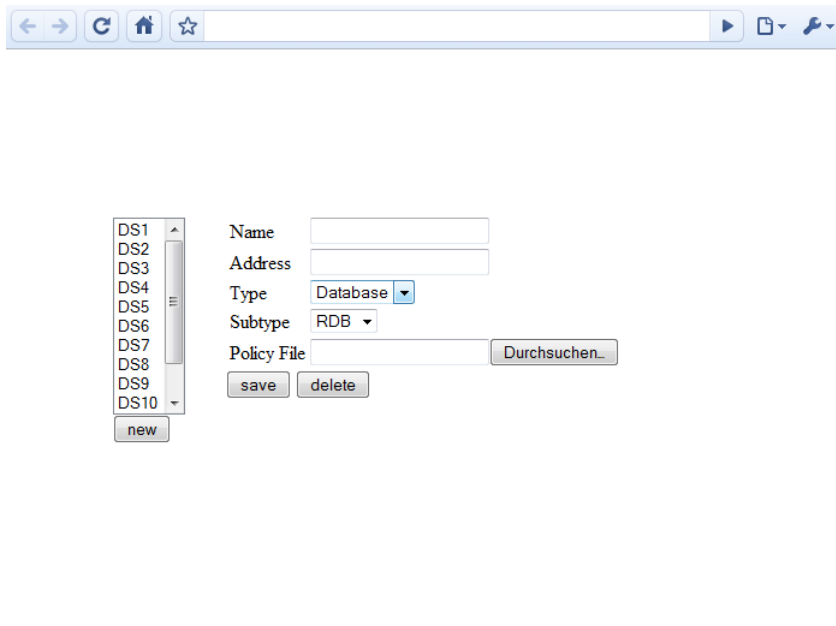 DS1
DS2
DS3
DS4
DS5
DS6
DS7
DS8
DS9
DS10
new
Name
Address
Type Database
Subtype RDB
Policy File Durchsuchen...
save delete